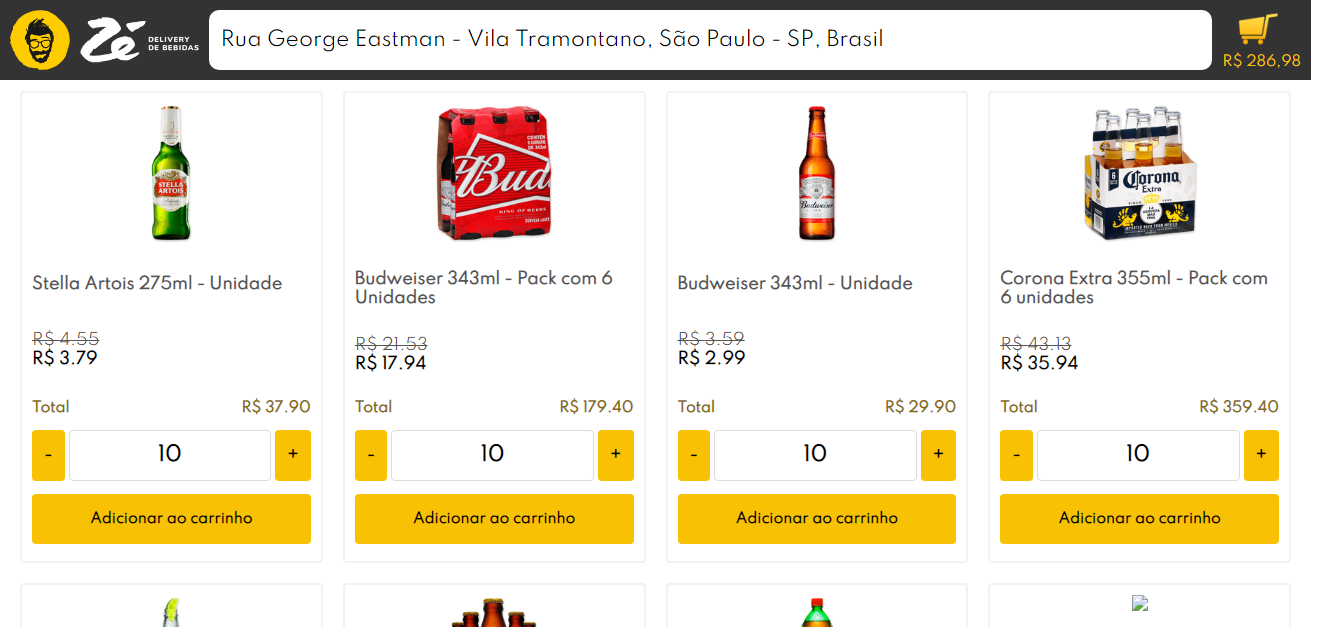 Zé DELIVERY
DE BEBIDAS
Rua George Eastman - Vila Tramontano, São Paulo - SP, Brasil
R$ 286,98
STELLA
ARTOIS
Stella Artois 275ml - Unidade
R$ 4.55
R$ 3.79
Total R$ 37.90
- 10 +
Adicionar ao carrinho
CONTÉM
Bud
KING OF BEERS
Budweiser 343ml - Pack com 6
Unidades
R$ 21.53
R$ 17.94
Total R$ 179.40
- 10 +
Adicionar ao carrinho
Budweiser
Budweiser 343ml - Unidade
R$ 3.59
R$ 2.99
Total R$ 29.90
- 10 +
Adicionar ao carrinho
6
Corona
Extra
Corona Extra 355ml - Pack com
6 unidades
R$ 43.13
R$ 35.94
Total R$ 359.40
- 10 +
Adicionar ao carrinho